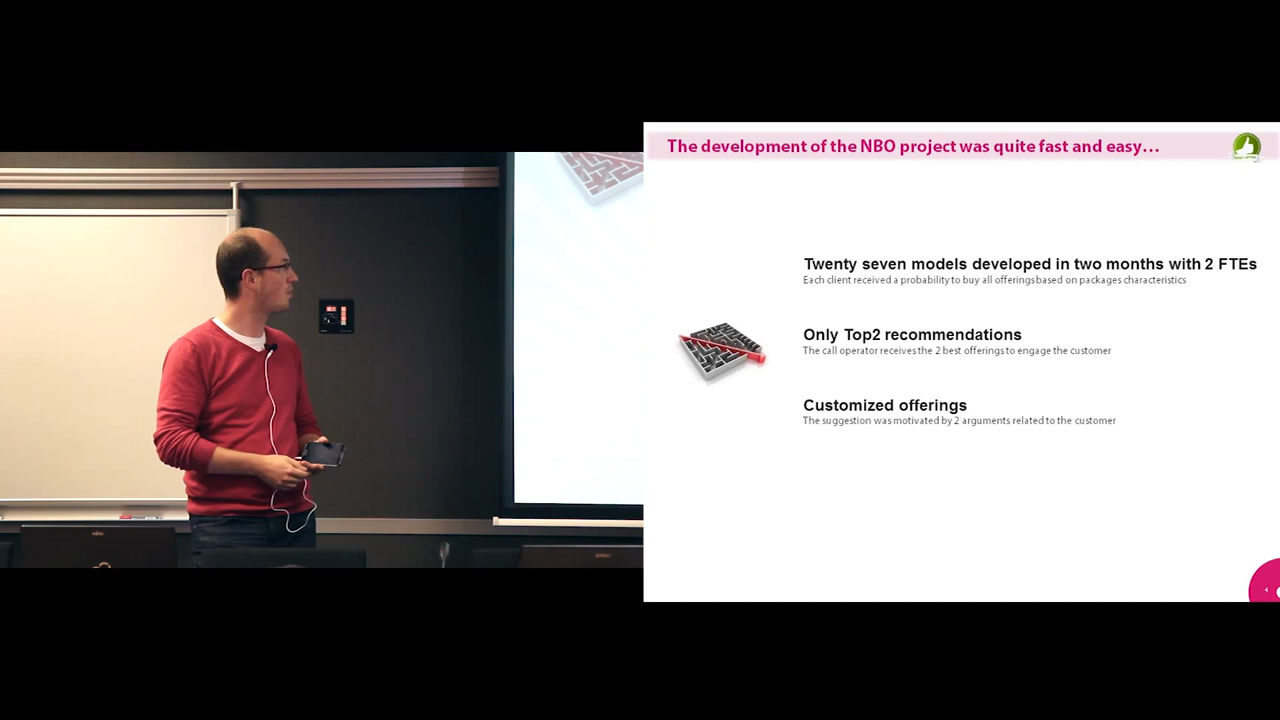 The development of the NBO project was quite fast and easy...
Twenty seven models developed in two months with 2 FTEs
Each client received a probability to buy all offerings based on packages characteristics
Only Top2 recommendations
The call operator receives the 2 best offerings to engage the customer
Customized offerings
The suggestion was motivated by 2 arguments related to the customer
4